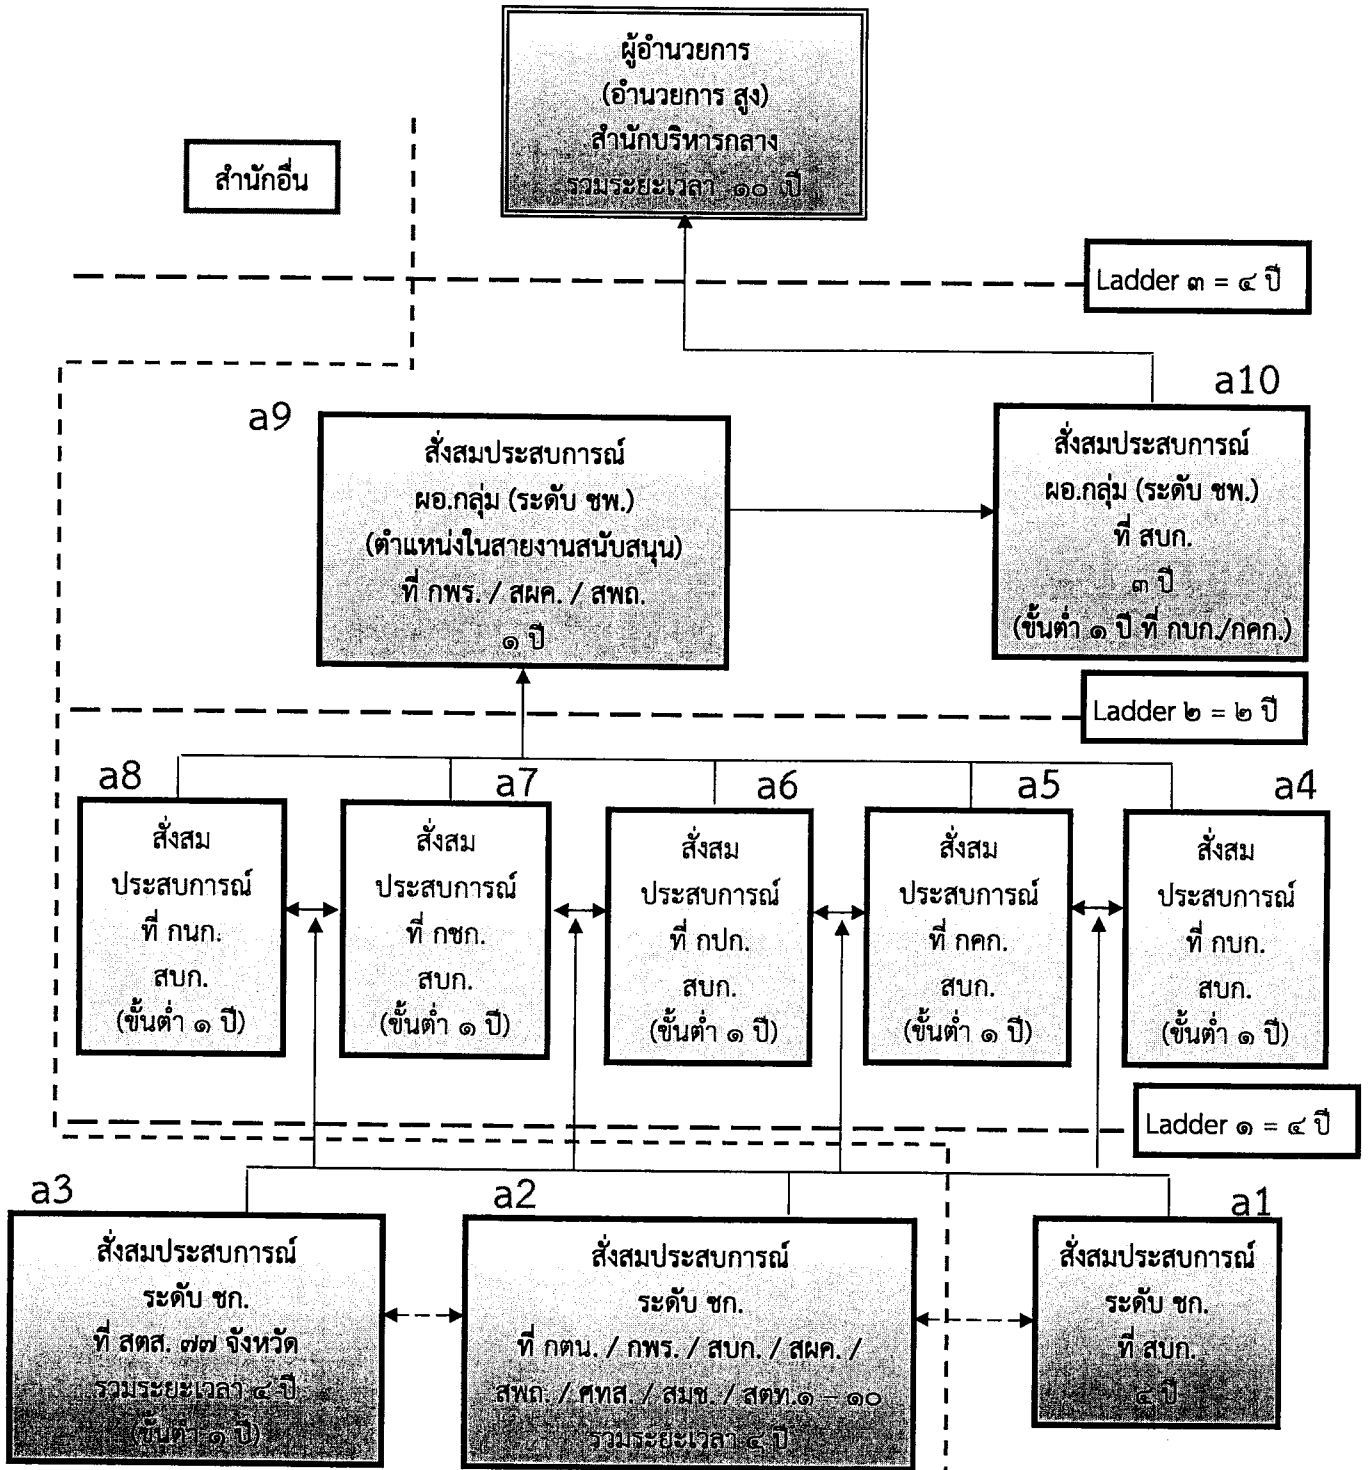 ผู้อำนวยการ
(อำนวยการ สูง)
สำนักบริหารกลาง
รวมระยะเวลา ๑๐ ปี
สำนักอื่น
Ladder ๓ = ๔ ปี
a10
a9
สั่งสมประสบการณ์
ผอ.กลุ่ม (ระดับ ชพ.)
(ตำแหน่งในสายงานสนับสนุน)
ที่ กพร. / สผค. / สพถ.
๑ ปี
สั่งสมประสบการณ์
ผอ.กลุ่ม (ระดับ ชพ.)
ที่ สบก.
๓ ปี
(ขั้นต่ำ ๑ ปี ที่ กบก./กคก.)
Ladder ๒ = ๒ ปี
a8
สั่งสม
ประสบการณ์
ที่ กนก.
สบก.
(ขั้นต่ำ ๑ ปี)
a7
สั่งสม
ประสบการณ์
ที่ กชก.
สบก.
(ขั้นต่ำ ๑ ปี)
a6
สั่งสม
ประสบการณ์
ที่ กปก.
สบก.
(ขั้นต่ำ ๑ ปี)
a5
สั่งสม
ประสบการณ์
ที่ กคก.
สบก.
(ขั้นต่ำ ๑ ปี)
a4
สั่งสม
ประสบการณ์
ที่ กบก.
สบก.
(ขั้นต่ำ ๑ ปี)
Ladder ๑ = ๔ ปี
a3
สั่งสมประสบการณ์
ระดับ ชก.
ที่ สตส. ๗๗ จังหวัด
รวมระยะเวลา ๔ ปี
(ขั้นต่ำ ๑ ปี)
a2
สั่งสมประสบการณ์
ระดับ ชก.
ที่ กตน. / กพร. / สบก. / สผค. /
สพถ. / ศทส. / สมช. / สตท.๑ – ๑๐
รวมระยะเวลา ๔ ปี
a1
สั่งสมประสบการณ์
ระดับ ชก.
ที่ สบก.
๔ ปี